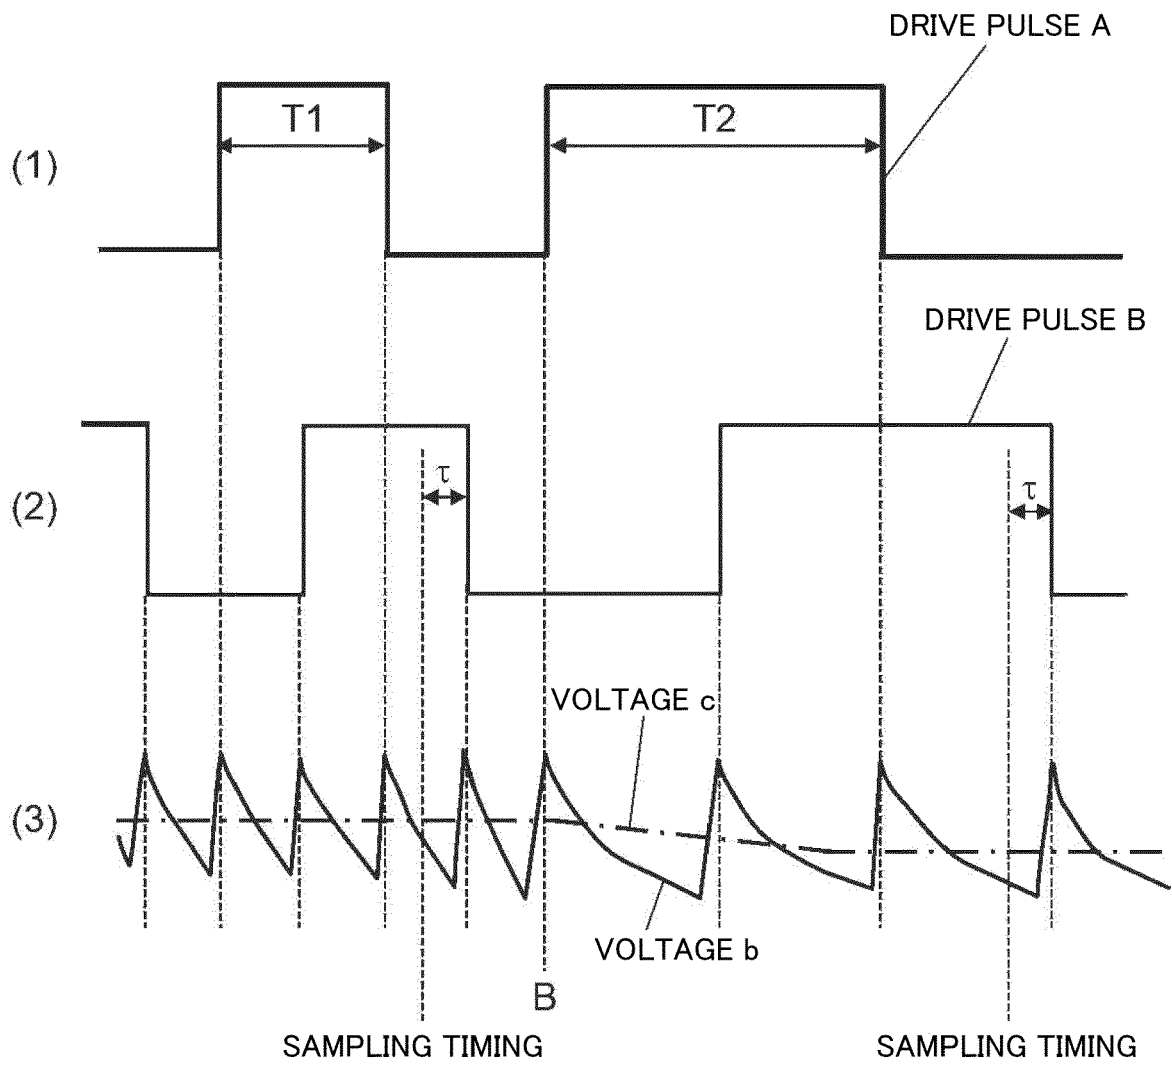 DRIVE PULSE A
T1
T2
(1)
DRIVE PULSE B
τ
τ
(2)
VOLTAGE c
(3)
VOLTAGE b
B
SAMPLING TIMING
SAMPLING TIMING